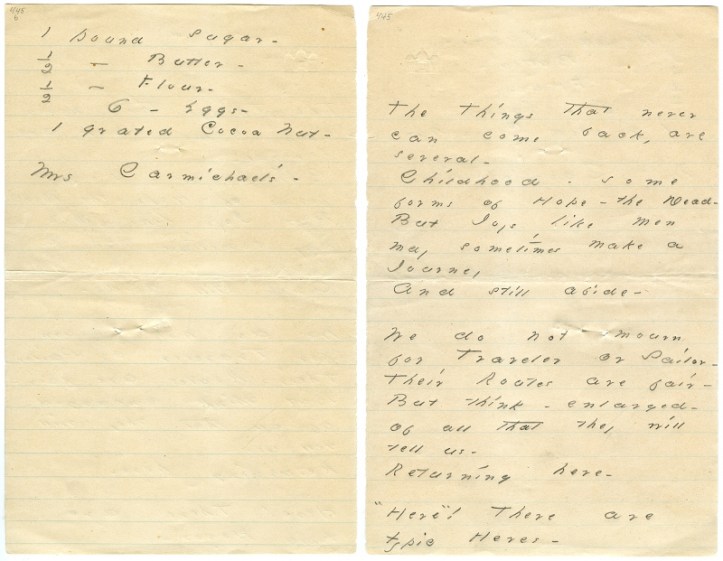 1 pound Sugar -
½ - Butter -
½ - Flour -
6 - Eggs -
1 grated Cocoa Nut -
Mrs Carmichael's -
The Things that never
can come back, are
several -
Childhood - some
forms of Hope - the Dead -
But Joys like Men
may sometimes make a
Journey
And still abide -
We do not mourn
for Traveler or Sailor -
Their Routes are fair -
But think - enlarged -
of all that they will
tell us -
Returning here -
"Here"! There are
typic Heres -